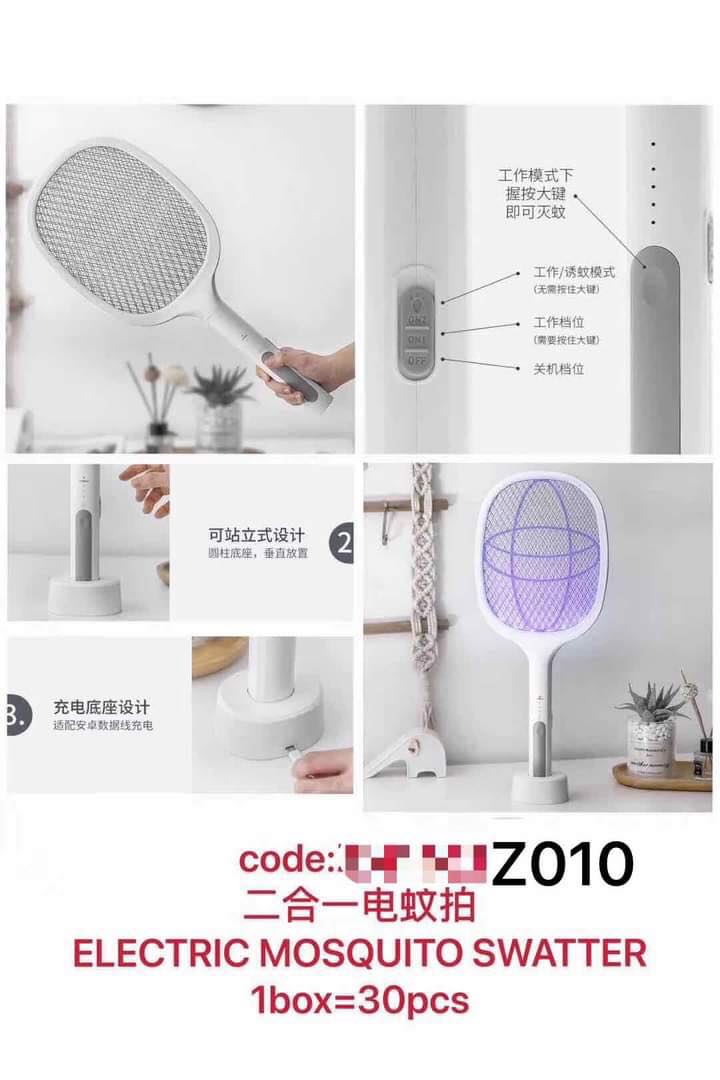 工作模式下
握按大键
即可灭蚊
工作/诱蚊模式
(无需按住大键)
ON2
工作档位
ON1
(需要按住大键)
OFF
关机档位
可站立式设计
圆柱底座，垂直放置
2
3.
充电底座设计
适配安卓数据线充电
code: Z010
二合一电蚊拍
ELECTRIC MOSQUITO SWATTER
1box=30pcs